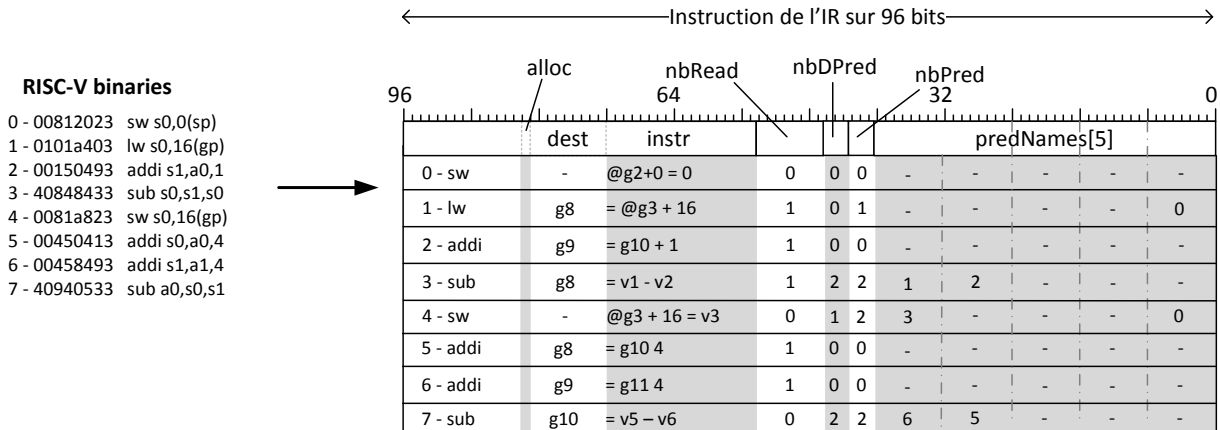 Instruction de l'IR sur 96 bits
alloc nbRead nbDPred nbPred
RISC-V binaries
96 64 32 0
dest instr predNames[5]
0 - 00812023 sw s0,0(sp)
1 - 0101a403 lw s0,16(gp)
2 - 00150493 addi s1,a0,1
3 - 40848433 sub s0,s1,s0
4 - 0081a823 sw s0,16(gp)
5 - 00450413 addi s0,a0,4
6 - 00458493 addi s1,a1,4
7 - 40940533 sub a0,s0,s1
0 - sw - @g2+0 = 0 0 0 0 - - - - -
1 - lw g8 = @g3 + 16 1 0 1 - - - - 0
2 - addi g9 = g10 + 1 1 0 0 - - - - -
3 - sub g8 = v1 - v2 1 2 2 1 2 - - -
4 - sw - @g3 + 16 = v3 0 1 2 3 - - - 0
5 - addi g8 = g10 4 1 0 0 - - - - -
6 - addi g9 = g11 4 1 0 0 - - - - -
7 - sub g10 = v5 – v6 0 2 2 6 5 - - -